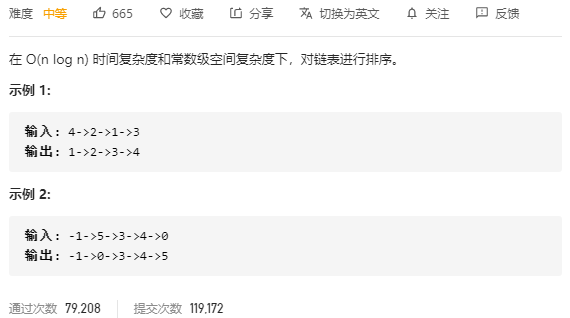 难度 中等 665 收藏 分享 切换为英文 关注 反馈
在 O(n log n) 时间复杂度和常数级空间复杂度下，对链表进行排序。
示例 1:
输入: 4->2->1->3
输出: 1->2->3->4
示例 2:
输入: -1->5->3->4->0
输出: -1->0->3->4->5
通过次数 79,208 提交次数 119,172